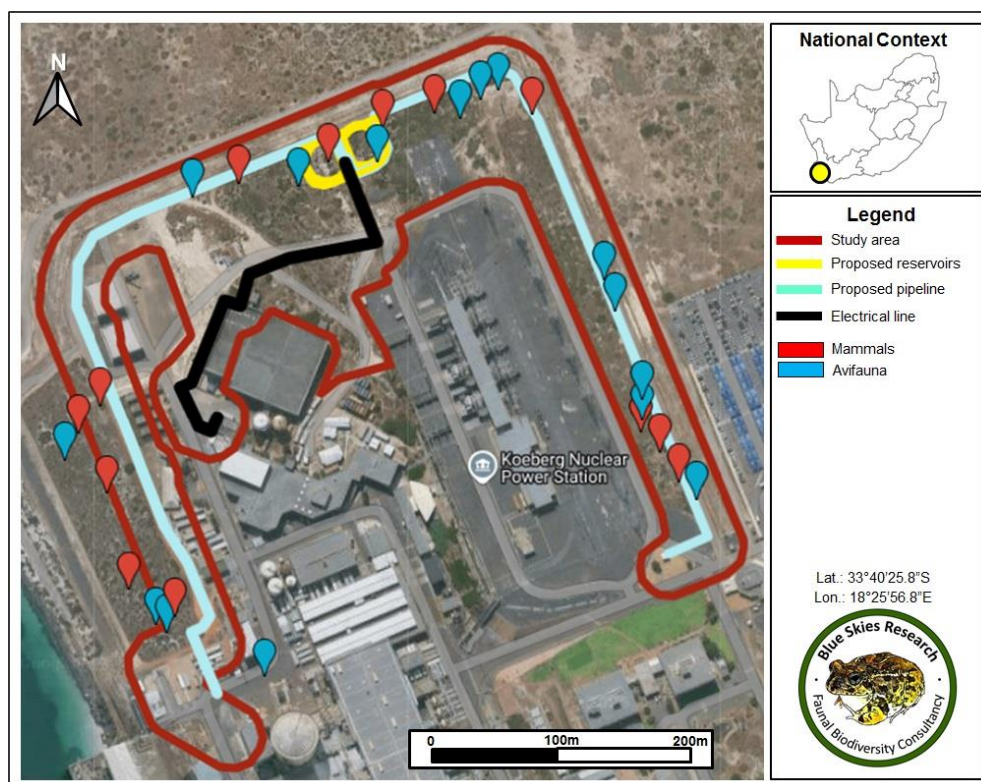 N
Koeberg Nuclear
Power Station
0 100m 200m
National Context
Legend
Study area
Proposed reservoirs
Proposed pipeline
Electrical line
Mammals
Avifauna
Lat.: 33°40'25.8"S
Lon.: 18°25'56.8"E
Blue Skies Research
Faunal Biodiversity Consultancy